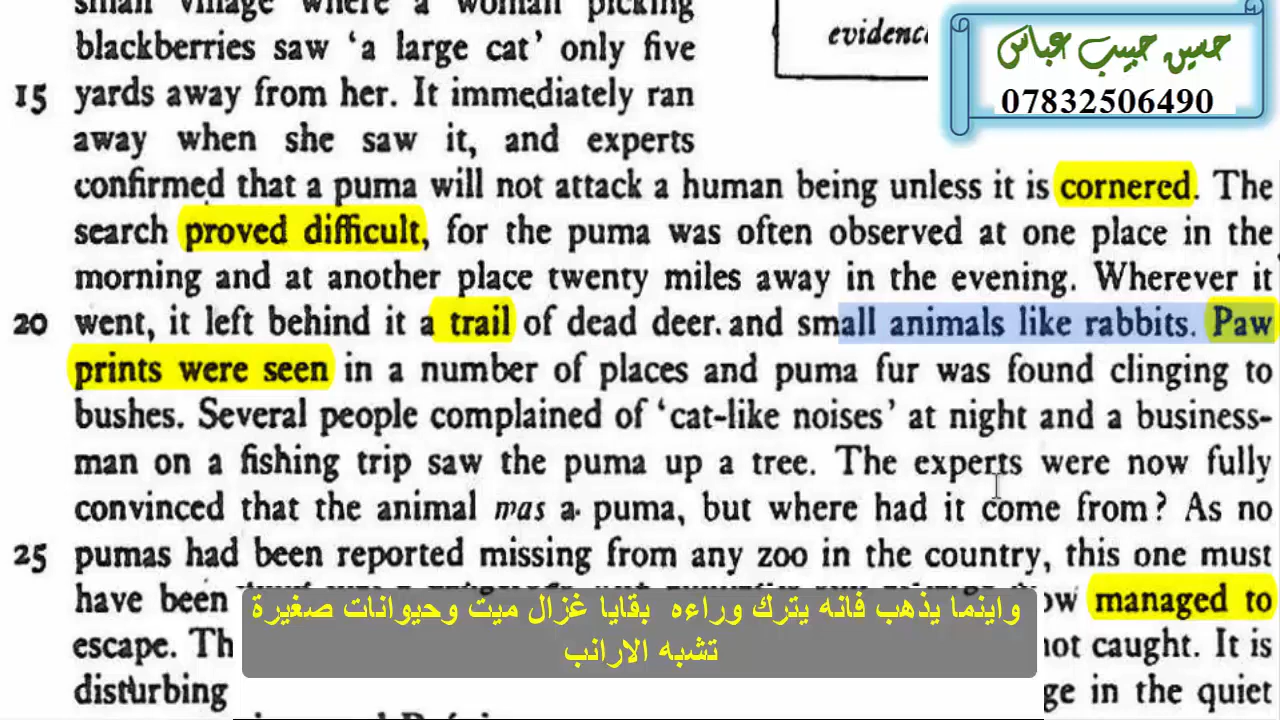 small village where a woman picking
blackberries saw ‘a large cat’ only five
evidence
حسين حبيب عباس
07832506490
15 yards away from her. It immediately ran
away when she saw it, and experts
confirmed that a puma will not attack a human being unless it is cornered. The
search proved difficult, for the puma was often observed at one place in the
morning and at another place twenty miles away in the evening. Wherever it
20 went, it left behind it a trail of dead deer and small animals like rabbits. Paw
prints were seen in a number of places and puma fur was found clinging to
bushes. Several people complained of ‘cat-like noises’ at night and a business-
man on a fishing trip saw the puma up a tree. The experts were now fully
convinced that the animal was a puma, but where had it come from? As no
25 pumas had been reported missing from any zoo in the country, this one must
have been managed to
escape. not caught. It is
disturbing in the quiet
واينما يذهب فانه يترك وراءه بقايا غزال ميت وحيوانات صغيرة
تشبه الارانب